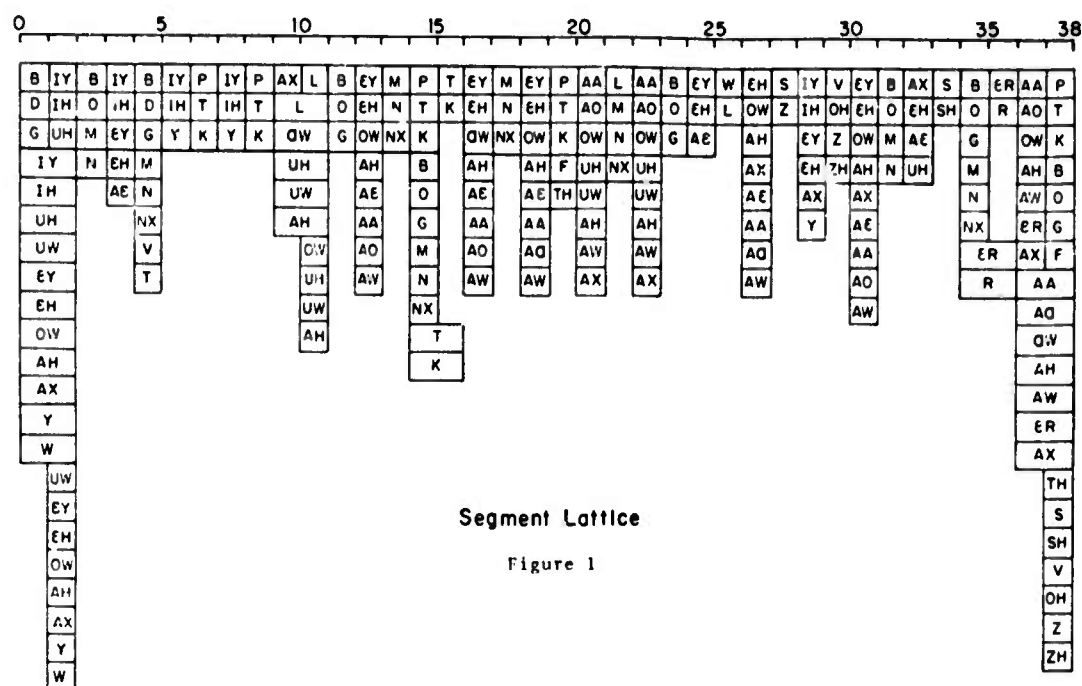 0 5 10 15 20 25 30 35 38
B IY B IY B IY P IY P AX L B EY M P T EY M EY P AA L AA B EY W EH S IY V EY B AX S B ER AA P
D IH O IH D IH T IH T L O EH N T K EH N EH T AO M AO O EH L OW Z IH OH EH O EH SH O R AO T
G UH M EY G Y K Y K OW G OW NX K OW NX OW K OW N OW G AE AH EY Z OW M AE G OW K
IY N EH M UH AH B AH AH F UH NX UH AX EH ZH AH N UH M AH B
IH AE N UW AE O AE AE TH UW UW AE AX AX N AW O
UH NX AH AA G AA AA AH AH AA Y AE NX ER G
UW V OW AO M AO AO AW AW AO AA ER AX F
EY T UH AW N AW AW AX AX AW AO R AA
EH UW NX AW AO
OW AH T OW
AH K AH
AX AW
Y ER
W AX
UW TH
EY S
Segment Lattice
EH SH
OW V
Figure 1
AH OH
AX Z
Y ZH
W